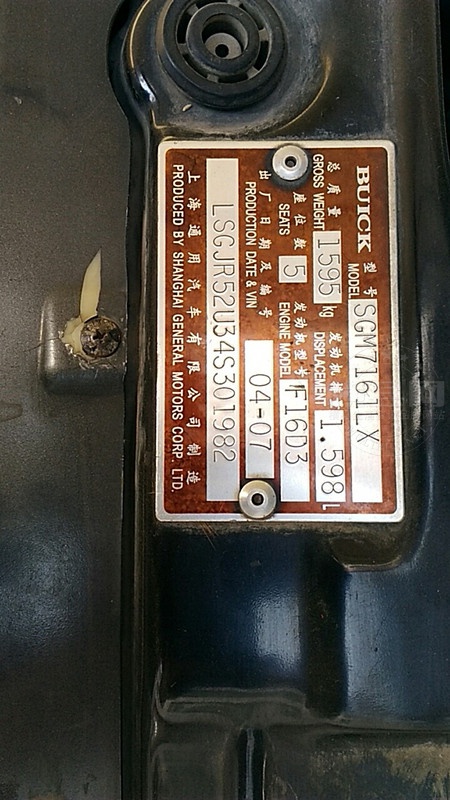 BUICK 型号 MODEL SGM7161LX
总质量 GROSS WEIGHT 1595 kg 发动机排量 DISPLACEMENT 1.598 L
座位数 SEATS 5 发动机型号 ENGINE MODEL F16D3
出厂日期及编号 PRODUCTION DATE & VIN 04-07
LSGJR52U34S301982
上海通用汽车有限公司制造
PRODUCED BY SHANGHAI GENERAL MOTORS CORP. LTD.